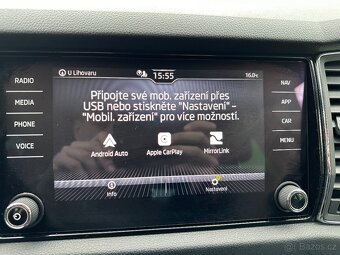 U Lihovaru
15:55
16.0
RADIO
MEDIA
PHONE
VOICE
NAV
APP
CAR
MENU
Připojte své mob. zařízení přes
USB nebo stiskněte "Nastavení" –
"Mobil. zařízení" pro více možností.
Android Auto
Apple CarPlay
MirrorLink
Info
Nastavení
Bazos.cz